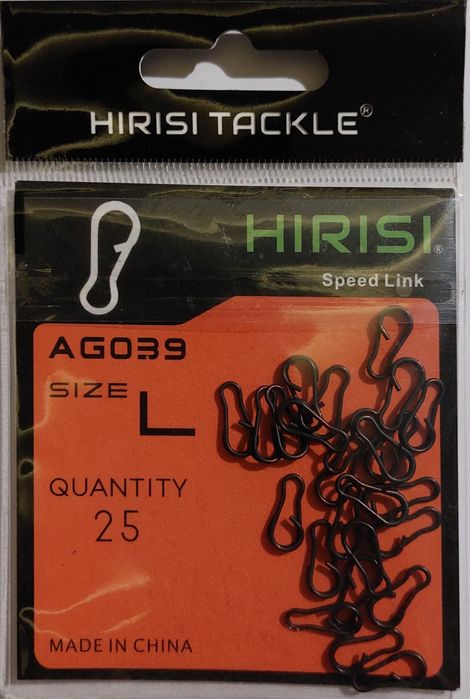 HIRISI TACKLE®
HIRISI®
Speed Link
AG039
SIZE L
QUANTITY
25
MADE IN CHINA